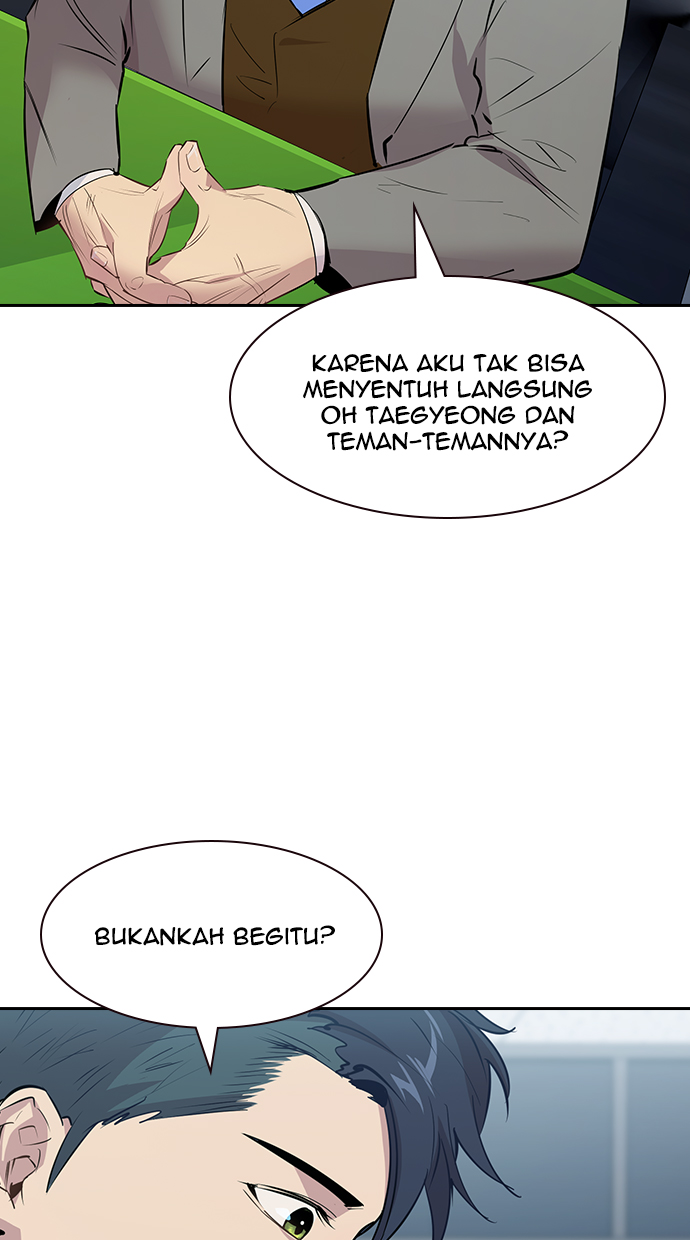 KARENA AKU TAK BISA
MENYENTUH LANGSUNG
OH TAEGYEONG DAN
TEMAN-TEMANNYA?
BUKANKAH BEGITU?